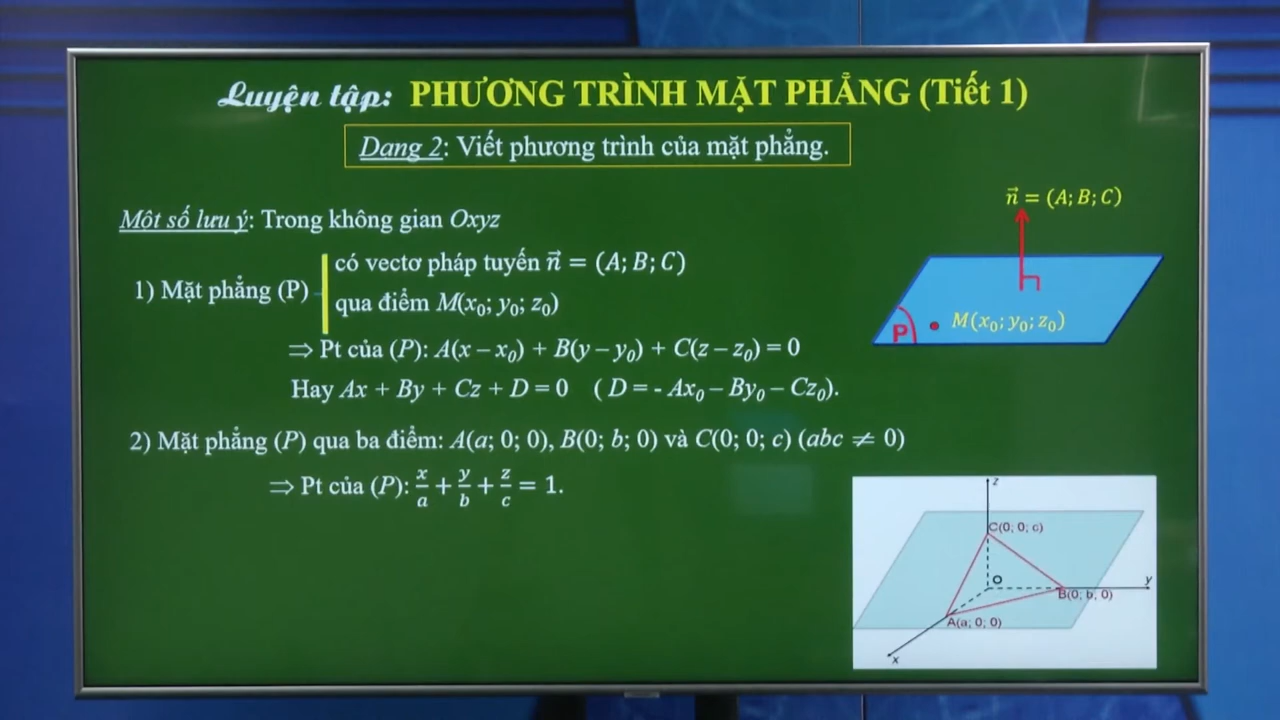 Luyện tập: PHƯƠNG TRÌNH MẶT PHẲNG (Tiết 1)
Dạng 2: Viết phương trình của mặt phẳng.
Một số lưu ý: Trong không gian Oxyz
1) Mặt phẳng (P)
có vectơ pháp tuyến n⃗ = (A; B; C)
qua điểm M(x₀; y₀; z₀)
⇒ Pt của (P): A(x – x₀) + B(y – y₀) + C(z – z₀) = 0
Hay Ax + By + Cz + D = 0 ( D = - Ax₀ – By₀ – Cz₀).
2) Mặt phẳng (P) qua ba điểm: A(a; 0; 0), B(0; b; 0) và C(0; 0; c) (abc ≠ 0)
⇒ Pt của (P): x/a + y/b + z/c = 1.
n⃗ = (A; B; C)
P
M(x₀; y₀; z₀)
z
C(0; 0; c)
O
y
B(0; b; 0)
A(a; 0; 0)
x